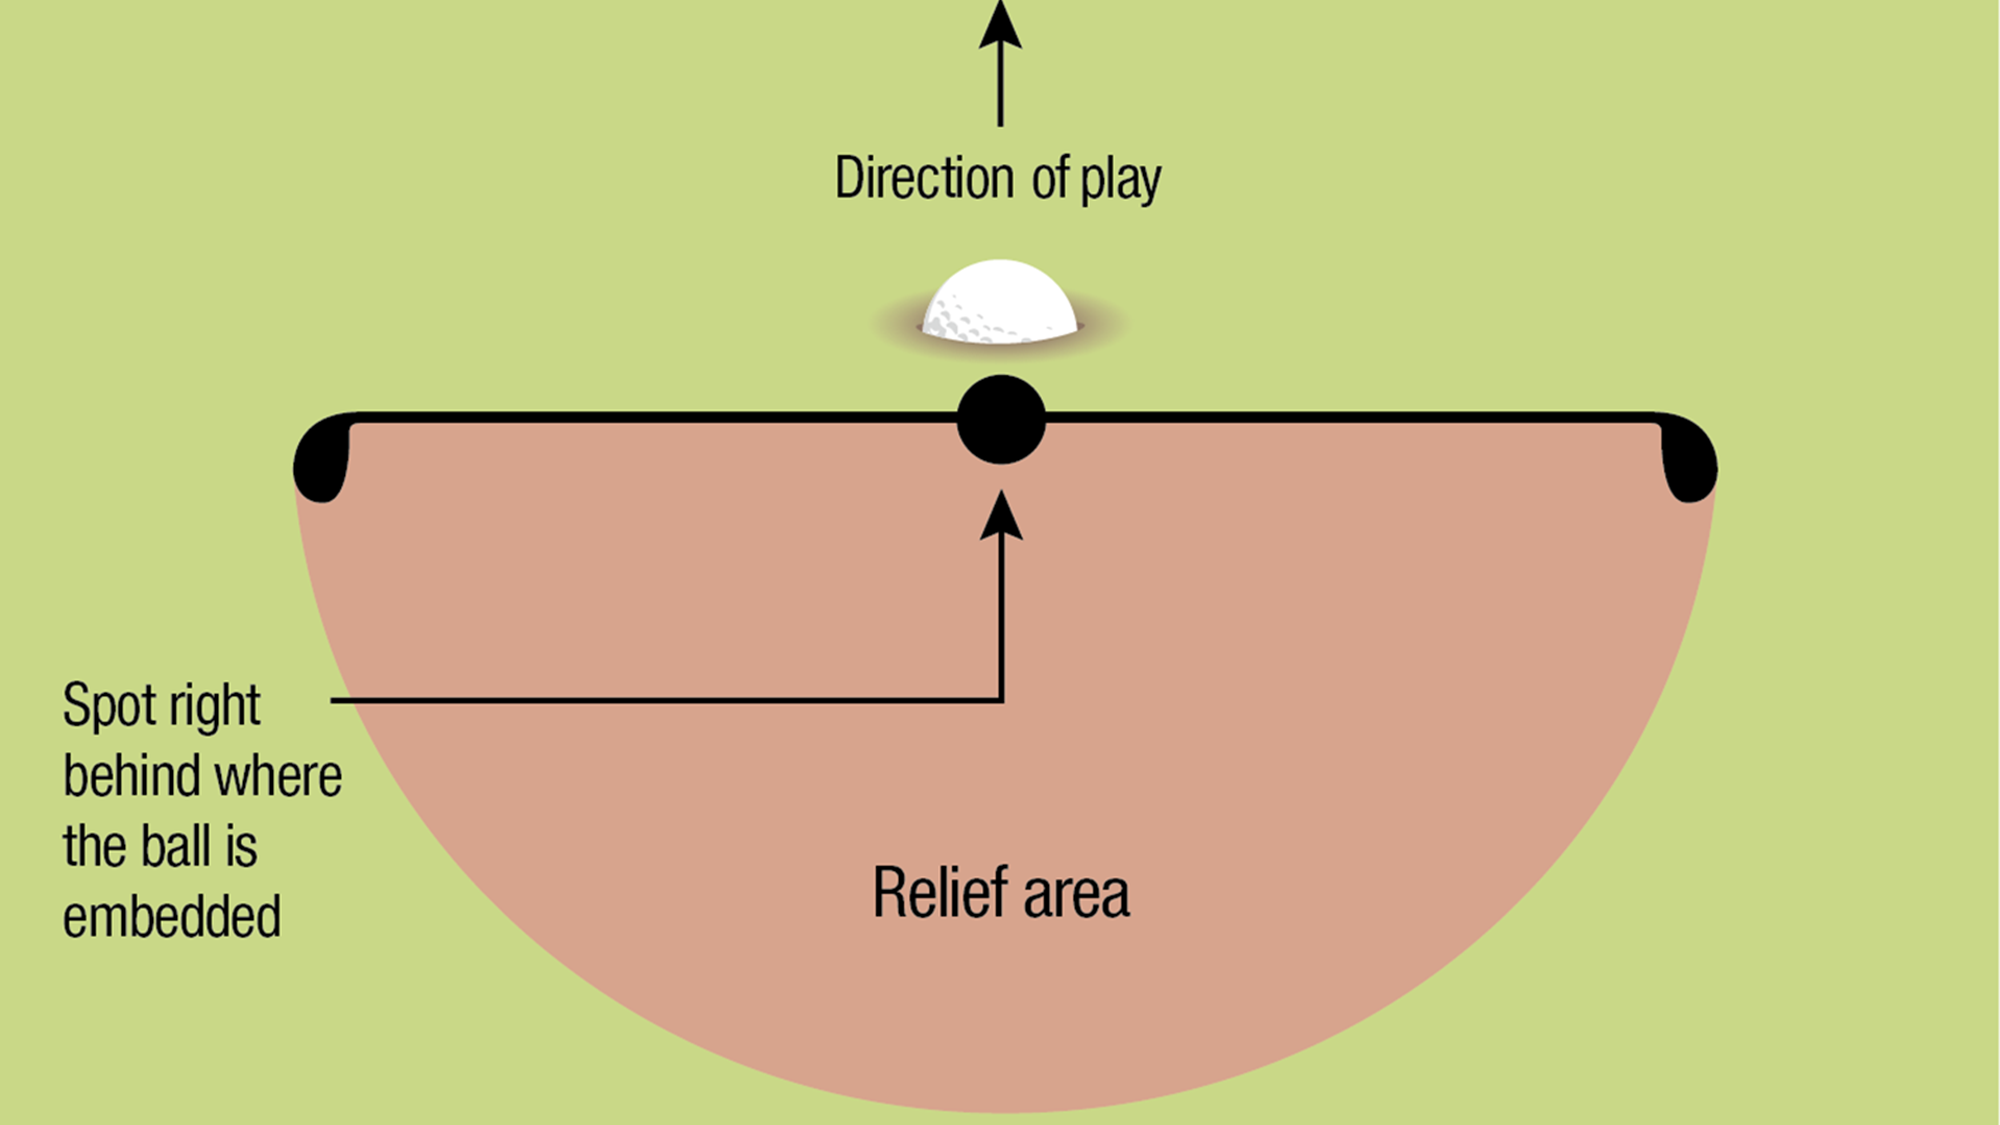 Direction of play
Spot right
behind where
the ball is
embedded
Relief area